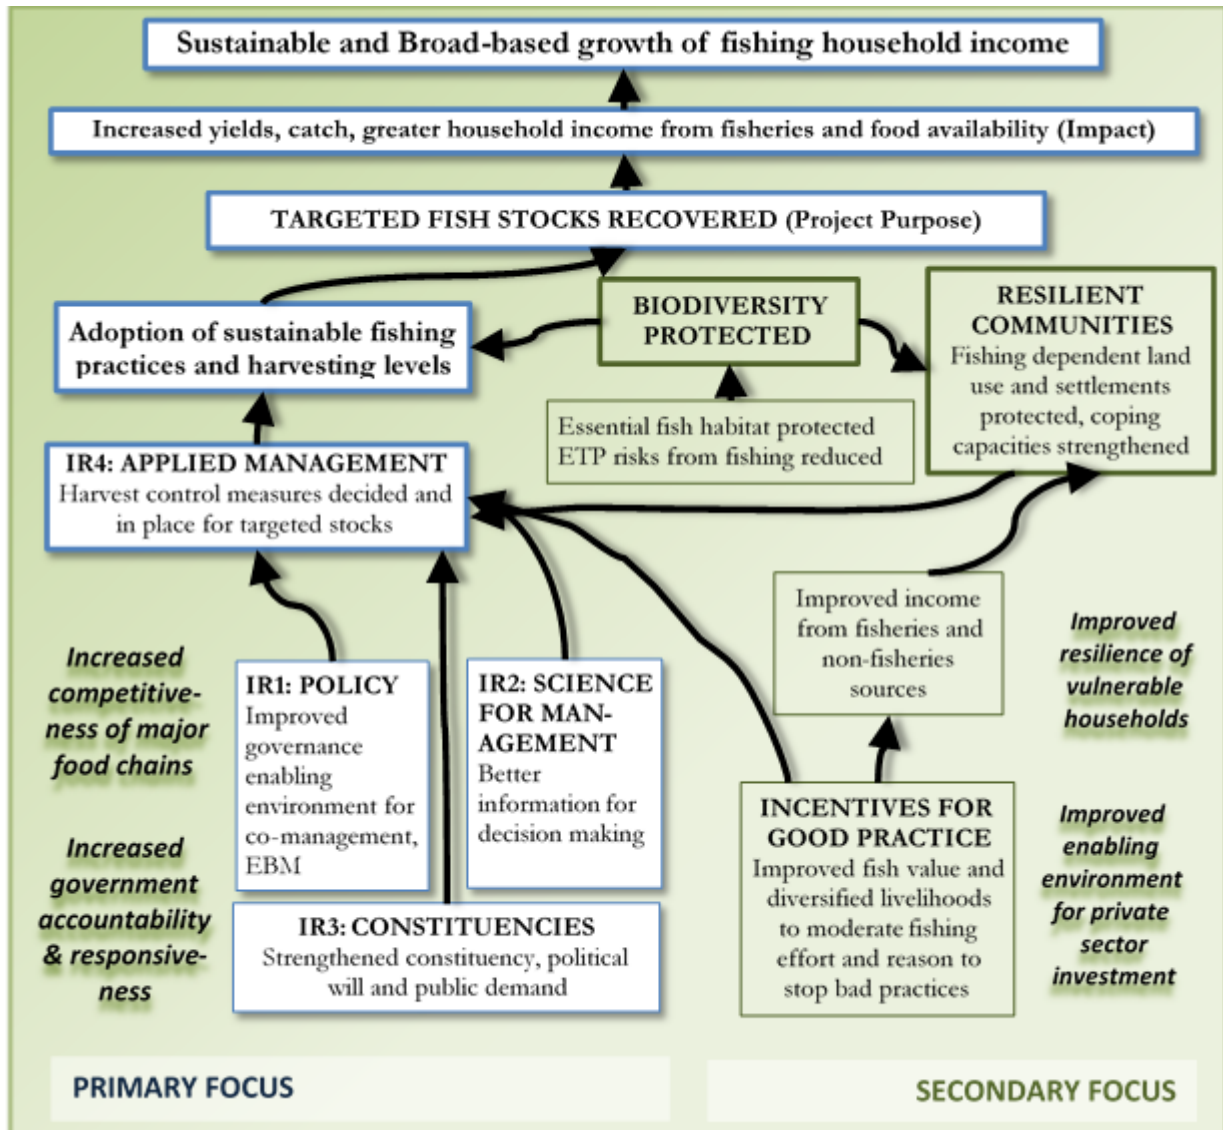 Sustainable and Broad-based growth of fishing household income
Increased yields, catch, greater household income from fisheries and food availability (Impact)
TARGETED FISH STOCKS RECOVERED (Project Purpose)
Adoption of sustainable fishing
practices and harvesting levels
BIODIVERSITY
PROTECTED
RESILIENT
COMMUNITIES
Fishing dependent land
use and settlements
protected, coping
capacities strengthened
Essential fish habitat protected
ETP risks from fishing reduced
IR4: APPLIED MANAGEMENT
Harvest control measures decided and
in place for targeted stocks
Improved income
from fisheries and
non-fisheries
sources
Improved
resilience of
vulnerable
households
Increased
competitive-
ness of major
food chains
IR1: POLICY
Improved
governance
enabling
environment for
co-management,
EBM
IR2: SCIENCE
FOR MAN-
AGEMENT
Better
information for
decision making
INCENTIVES FOR
GOOD PRACTICE
Improved fish value and
diversified livelihoods
to moderate fishing
effort and reason to
stop bad practices
Improved
enabling
environment
for private
sector
investment
Increased
government
accountability
& responsive-
ness
IR3: CONSTITUENCIES
Strengthened constituency, political
will and public demand
PRIMARY FOCUS
SECONDARY FOCUS